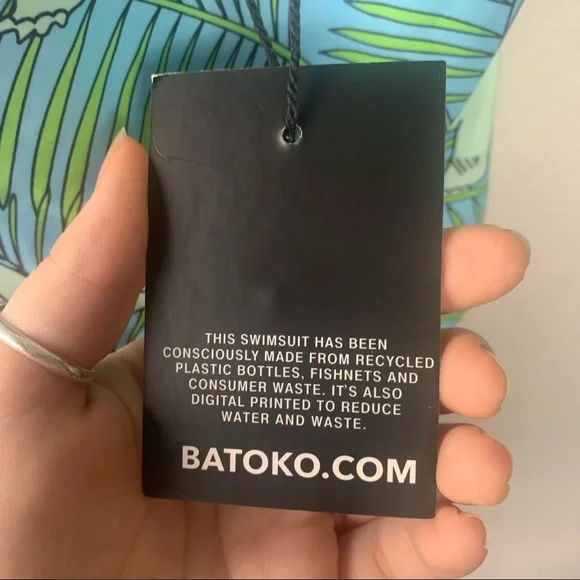 THIS SWIMSUIT HAS BEEN
CONSCIOUSLY MADE FROM RECYCLED
PLASTIC BOTTLES, FISHNETS AND
CONSUMER WASTE. IT'S ALSO
DIGITAL PRINTED TO REDUCE
WATER AND WASTE.
BATOKO.COM